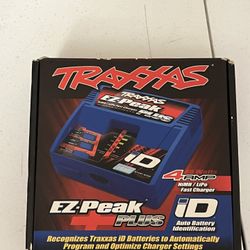 TRAXXAS
EZ-Peak
PLUS
iD
4-AMP
NiMH / LiPo
Fast Charger
EZ-Peak
PLUS
iD
Auto Battery
Identification
Recognizes Traxxas iD Batteries to Automatically
Program and Optimize Charger Settings